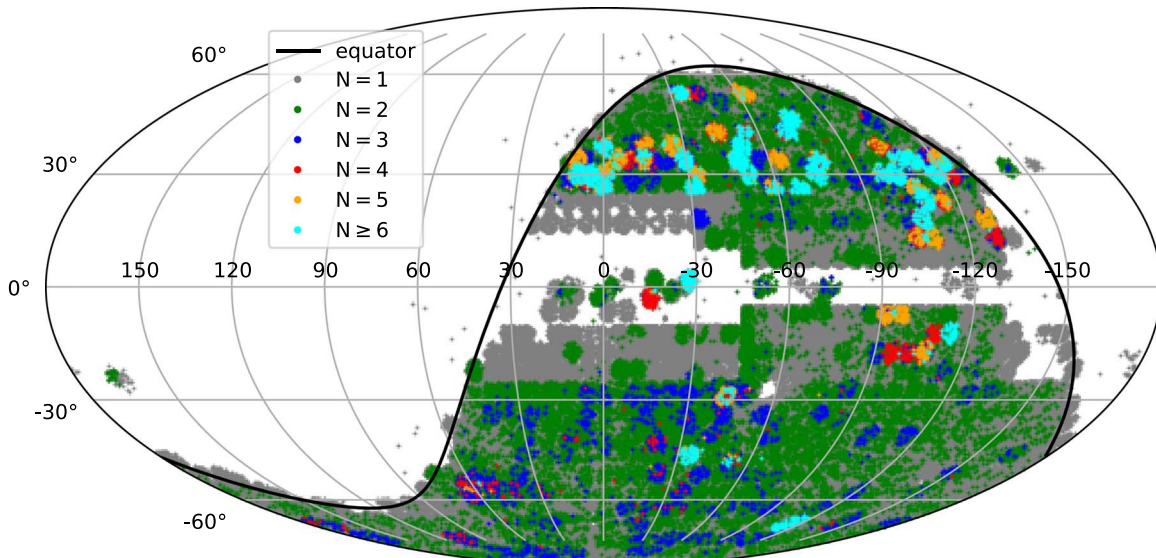 equator
N = 1
N = 2
N = 3
N = 4
N = 5
N ≥ 6
60°
30°
150 120 90 60 30 0 -30 -60 -90 -120 -150
0°
-30°
-60°